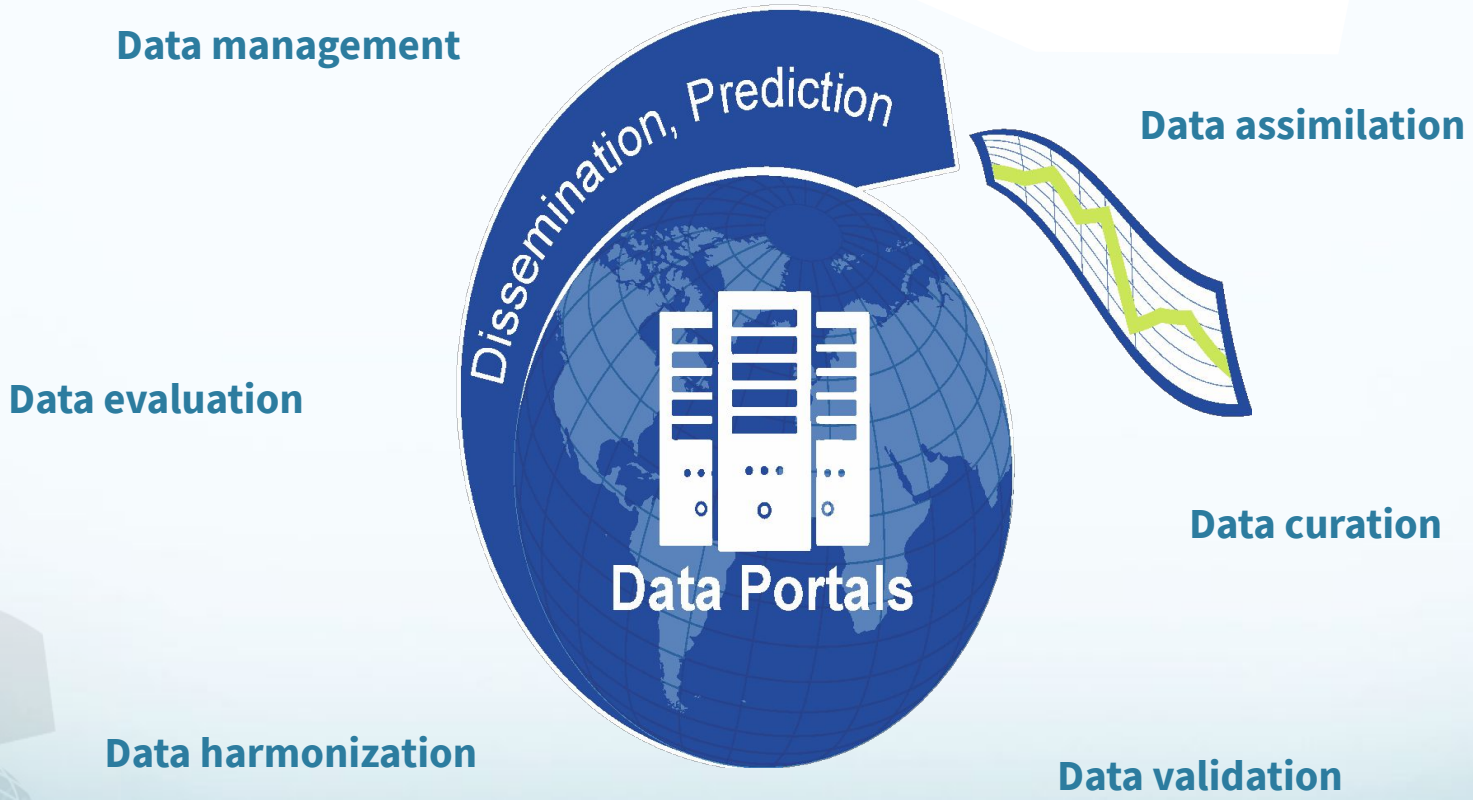 Data management
Dissemination, Prediction
Data assimilation
Data evaluation
Data curation
Data Portals
Data harmonization
Data validation